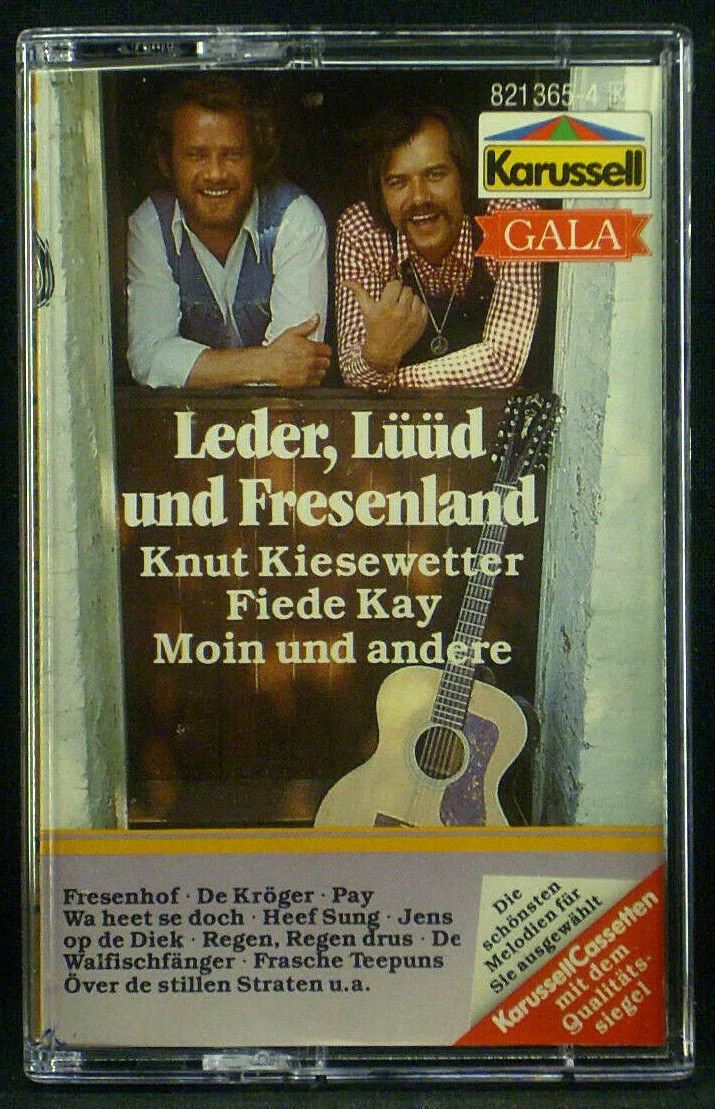 821 365-4
Karussell
GALA
Leder, Lüüd
und Fresenland
Knut Kiesewetter
Fiede Kay
Moin und andere
Fresenhof · De Kröger · Pay
Wa heet se doch · Heef Sung · Jens
op de Diek · Regen, Regen drus · De
Walfischfänger · Frasche Teepuns
Över de stillen Straten u.a.
Die
schönsten
Melodien für
Sie ausgewählt
KarussellCassetten
mit dem
Qualitäts-
siegel